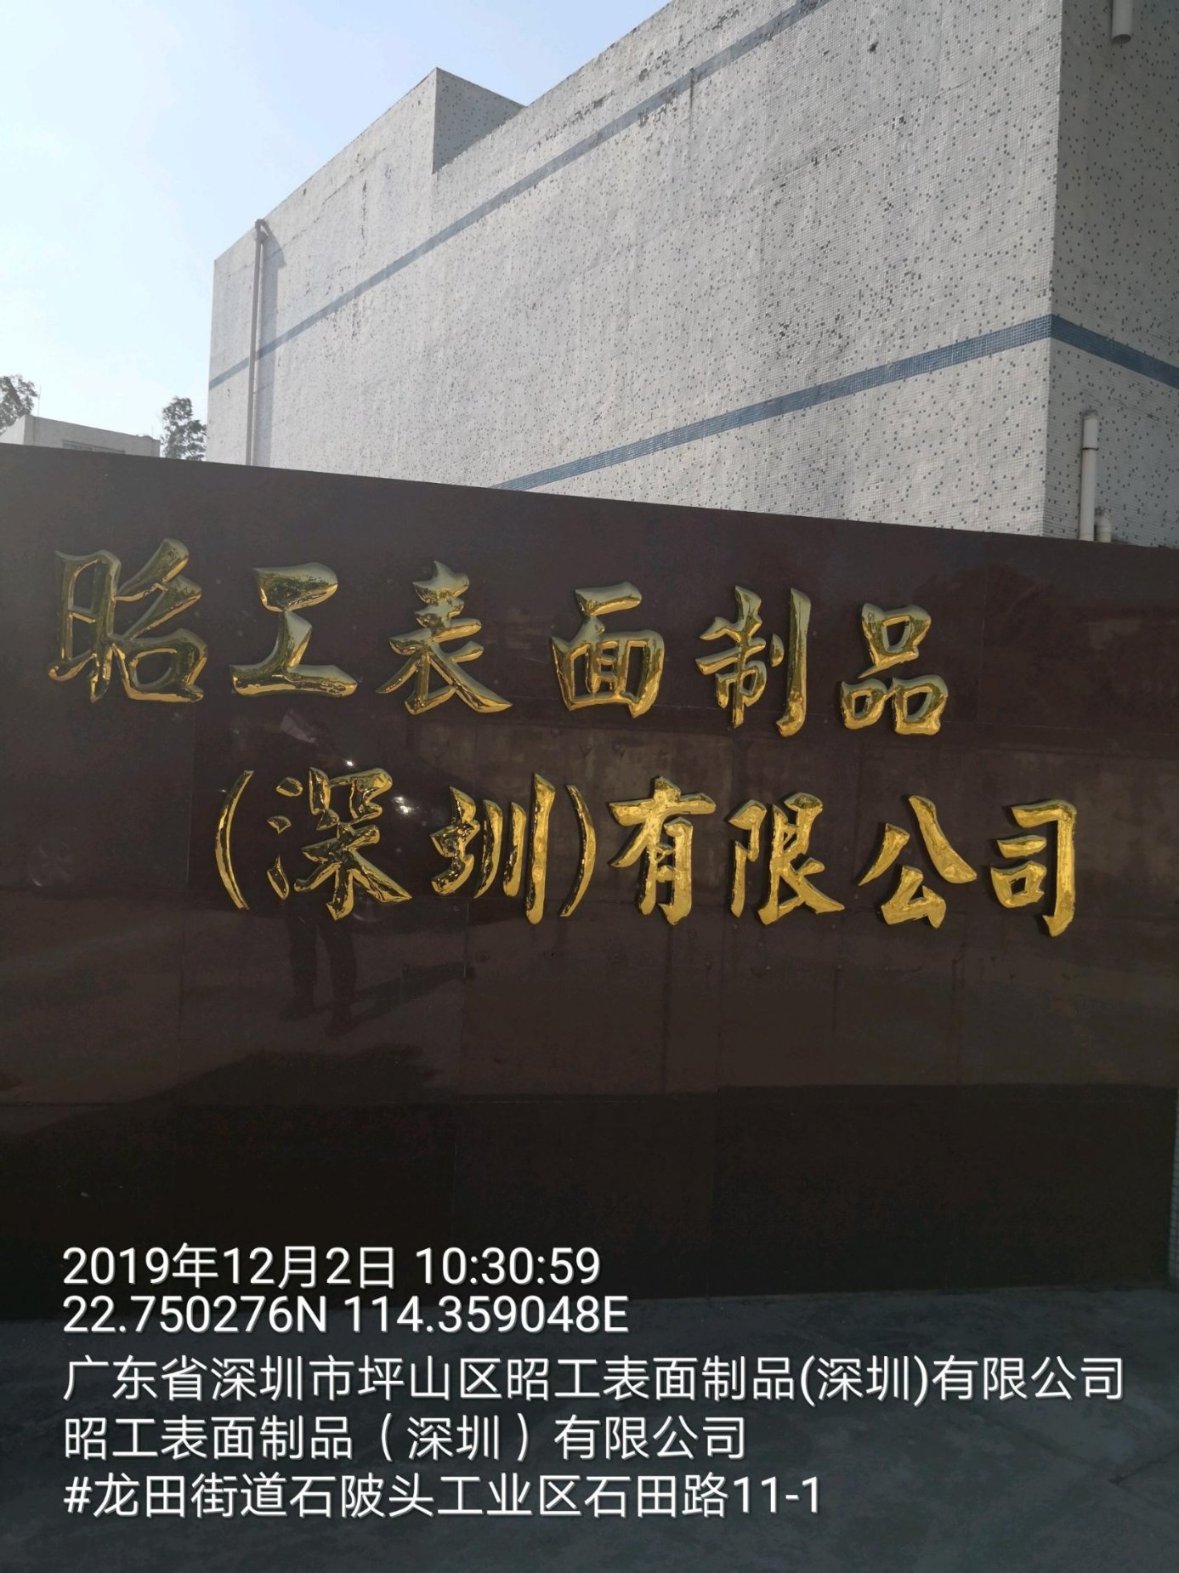 昭工表面制品
(深圳)有限公司
2019年12月2日 10:30:59
22.750276N 114.359048E
广东省深圳市坪山区昭工表面制品(深圳)有限公司
昭工表面制品（深圳）有限公司
#龙田街道石陂头工业区石田路11-1